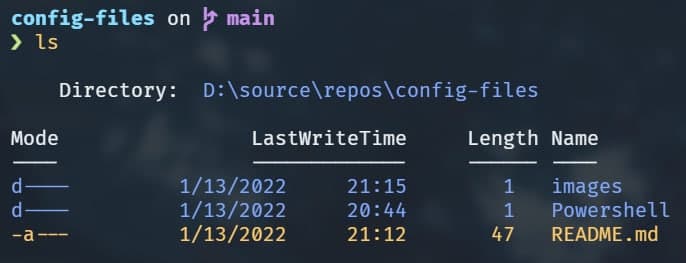 config-files on main
❯ ls
Directory: D:\source\repos\config-files
Mode LastWriteTime Length Name
---- ------------- ------ ----
d---- 1/13/2022 21:15 1 images
d---- 1/13/2022 20:44 1 Powershell
-a--- 1/13/2022 21:12 47 README.md